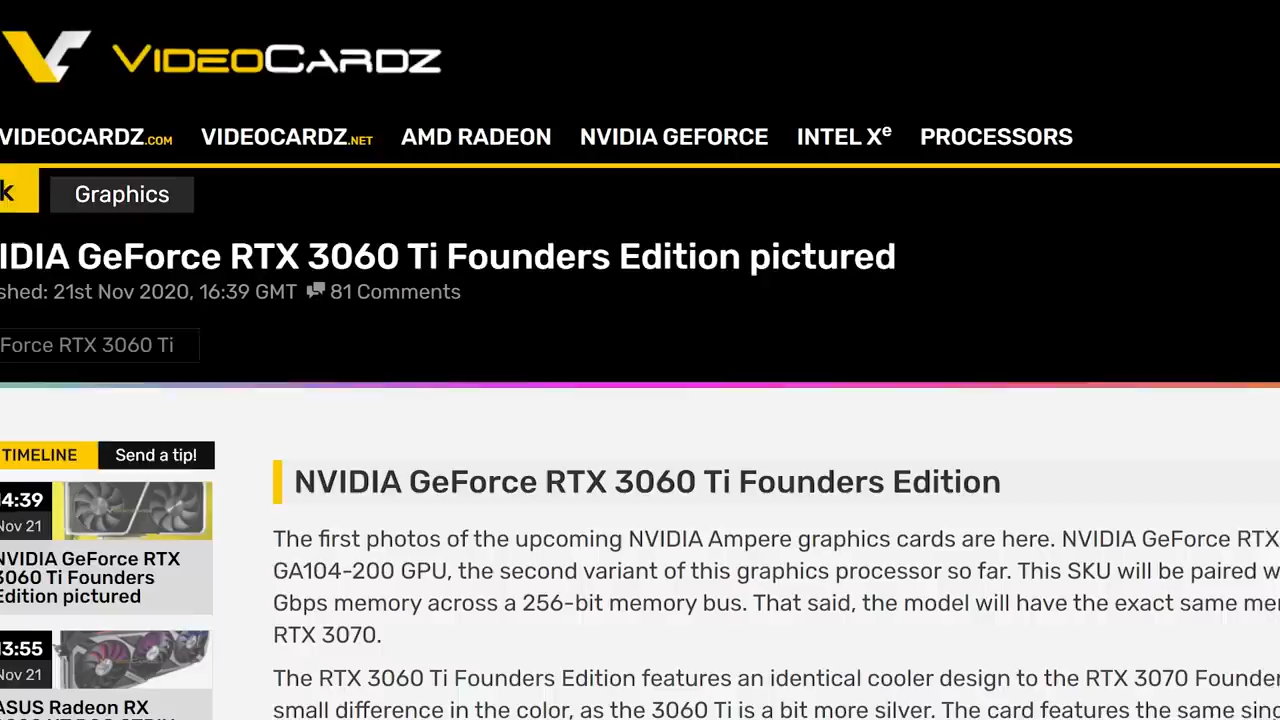 VIDEOCARDZ
VIDEOCARDZ.COM VIDEOCARDZ.NET AMD RADEON NVIDIA GEFORCE INTEL Xe PROCESSORS
k Graphics
IDIA GeForce RTX 3060 Ti Founders Edition pictured
shed: 21st Nov 2020, 16:39 GMT 81 Comments
Force RTX 3060 Ti
TIMELINE Send a tip!
14:39
Nov 21
NVIDIA GeForce RTX
3060 Ti Founders
Edition pictured
13:55
Nov 21
ASUS Radeon RX
NVIDIA GeForce RTX 3060 Ti Founders Edition
The first photos of the upcoming NVIDIA Ampere graphics cards are here. NVIDIA GeForce RTX
GA104-200 GPU, the second variant of this graphics processor so far. This SKU will be paired w
Gbps memory across a 256-bit memory bus. That said, the model will have the exact same me
RTX 3070.
The RTX 3060 Ti Founders Edition features an identical cooler design to the RTX 3070 Founde
small difference in the color, as the 3060 Ti is a bit more silver. The card features the same sin